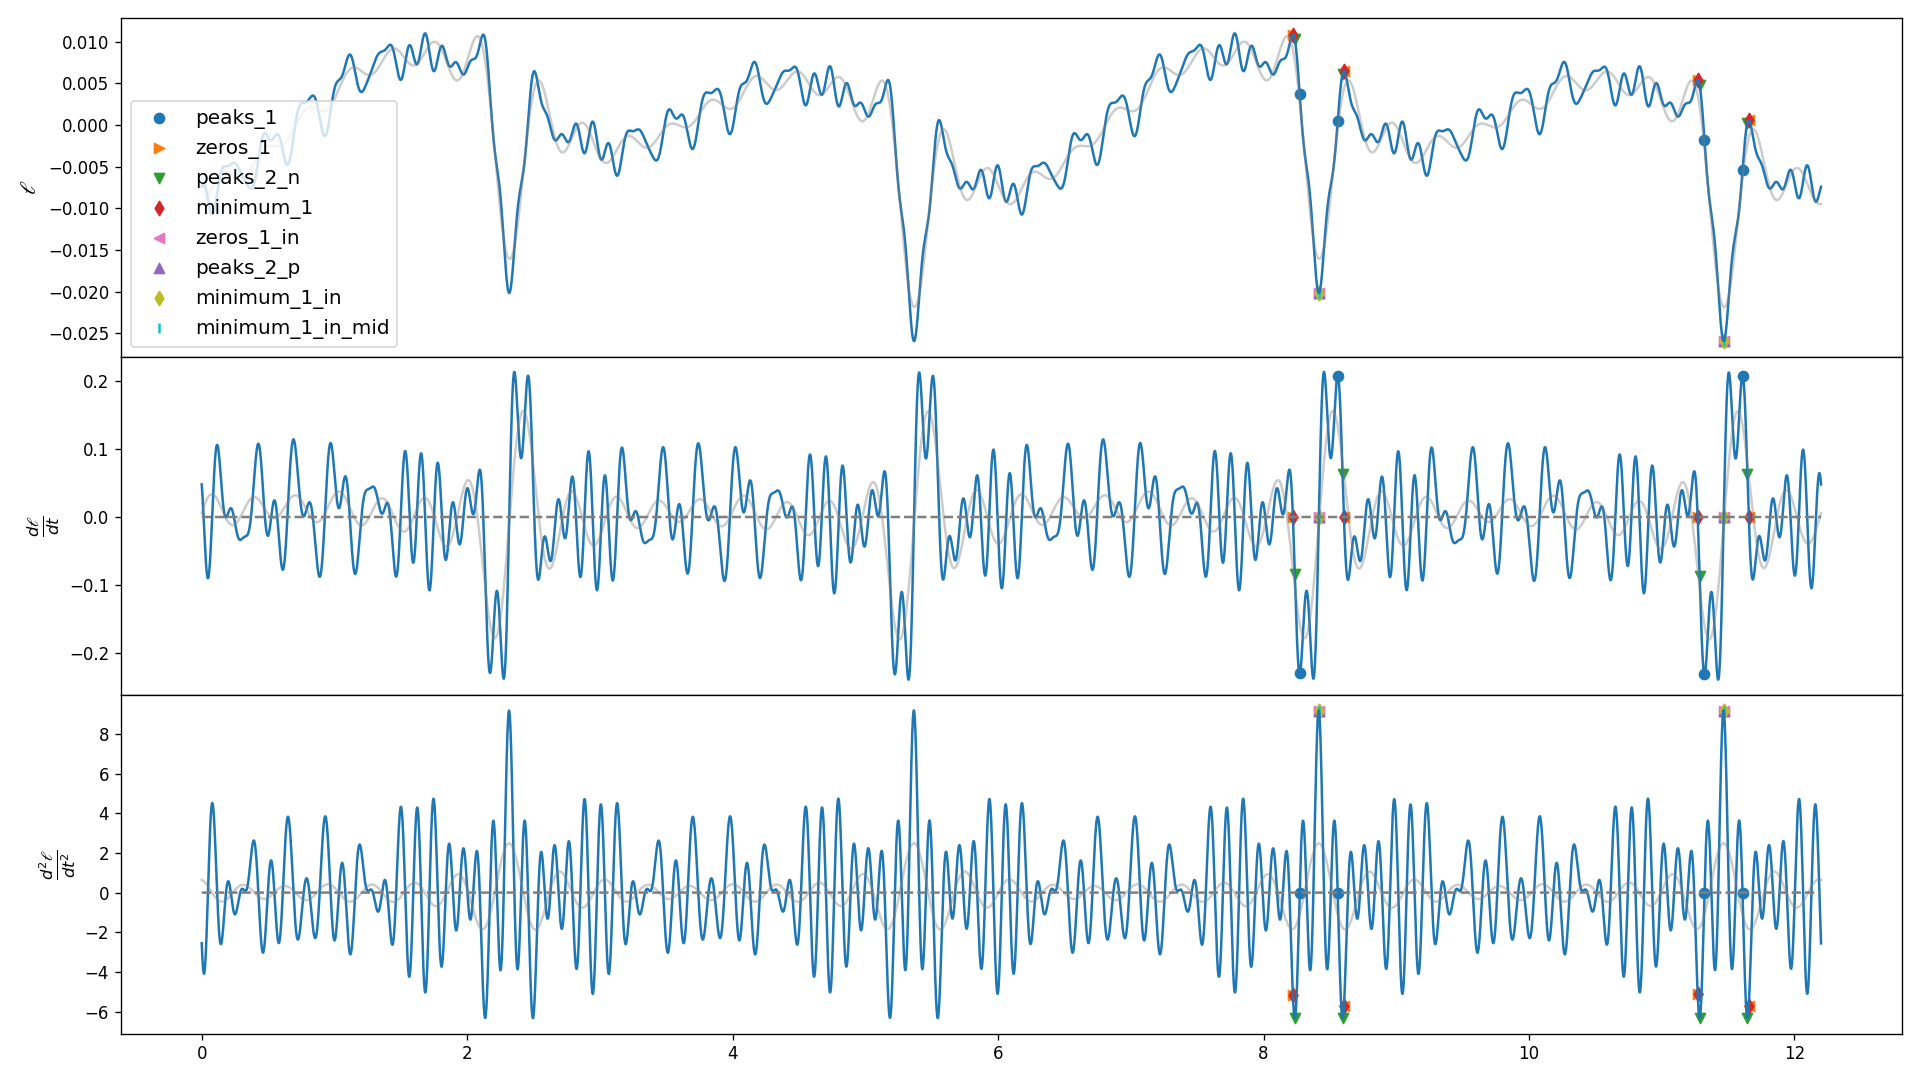 0.010
0.005
0.000
−0.005
−0.010
−0.015
−0.020
−0.025
ℓ
peaks_1
zeros_1
peaks_2_n
minimum_1
zeros_1_in
peaks_2_p
minimum_1_in
minimum_1_in_mid
0.2
0.1
0.0
−0.1
−0.2
dℓ
dt
8
6
4
2
0
−2
−4
−6
d²ℓ
dt²
0 2 4 6 8 10 12